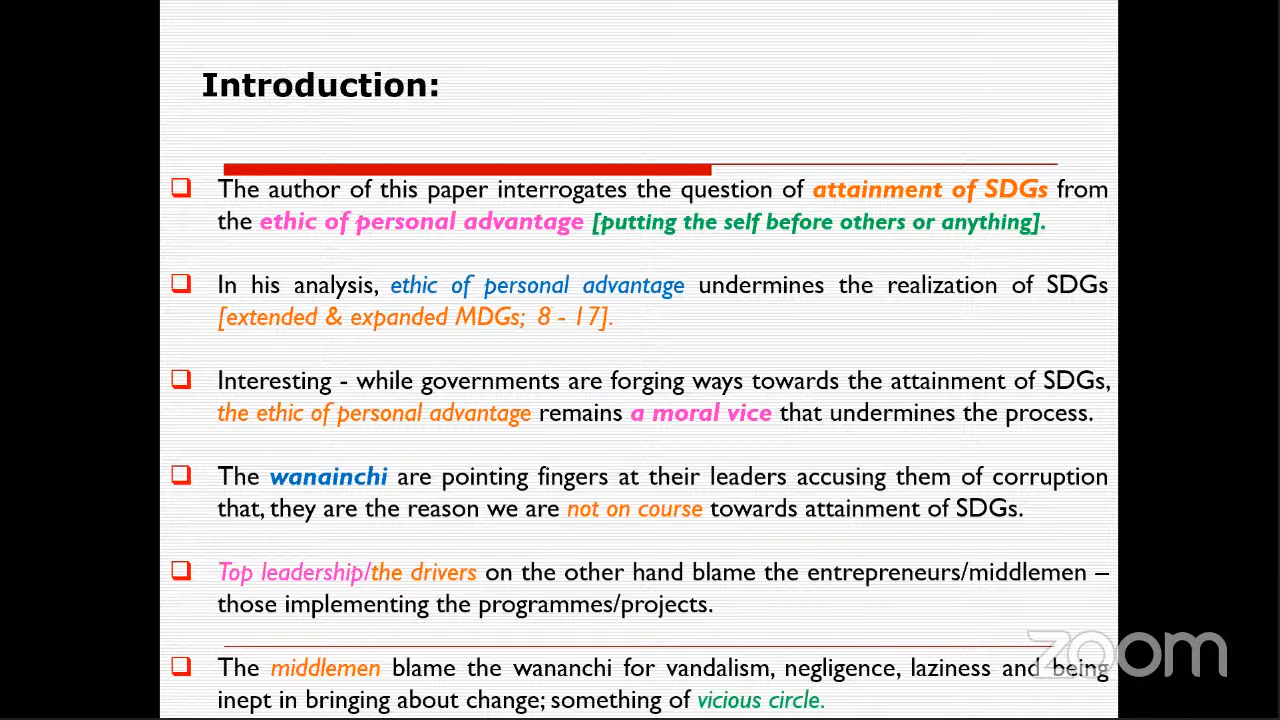 Introduction:
The author of this paper interrogates the question of attainment of SDGs from
the ethic of personal advantage [putting the self before others or anything].
In his analysis, ethic of personal advantage undermines the realization of SDGs
[extended & expanded MDGs; 8 - 17].
Interesting - while governments are forging ways towards the attainment of SDGs,
the ethic of personal advantage remains a moral vice that undermines the process.
The wanainchi are pointing fingers at their leaders accusing them of corruption
that, they are the reason we are not on course towards attainment of SDGs.
Top leadership/the drivers on the other hand blame the entrepreneurs/middlemen –
those implementing the programmes/projects.
The middlemen blame the wananchi for vandalism, negligence, laziness and being
inept in bringing about change; something of vicious circle.
zoom